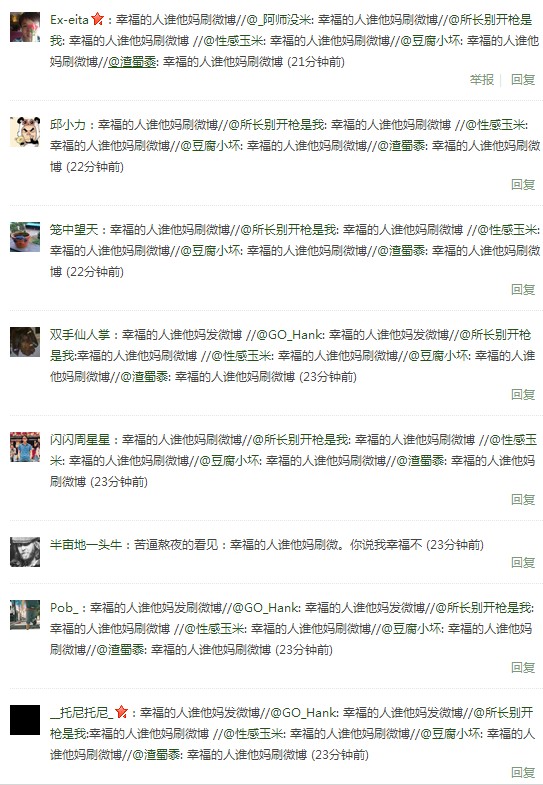 Ex-eita：幸福的人谁他妈刷微博//@_阿师没米: 幸福的人谁他妈刷微博//@所长别开枪是
我: 幸福的人谁他妈刷微博 //@性感玉米: 幸福的人谁他妈刷微博//@豆腐小坏: 幸福的人谁他
妈刷微博//@渣蜀黍: 幸福的人谁他妈刷微博 (21分钟前)
举报 | 回复
邱小力：幸福的人谁他妈刷微博//@所长别开枪是我: 幸福的人谁他妈刷微博 //@性感玉米:
幸福的人谁他妈刷微博//@豆腐小坏: 幸福的人谁他妈刷微博//@渣蜀黍: 幸福的人谁他妈刷微
博 (22分钟前)
回复
笼中望天：幸福的人谁他妈刷微博//@所长别开枪是我: 幸福的人谁他妈刷微博 //@性感玉米:
幸福的人谁他妈刷微博//@豆腐小坏: 幸福的人谁他妈刷微博//@渣蜀黍: 幸福的人谁他妈刷微
博 (22分钟前)
回复
双手仙人掌：幸福的人谁他妈发微博 //@GO_Hank: 幸福的人谁他妈发微博//@所长别开枪
是我:幸福的人谁他妈刷微博 //@性感玉米: 幸福的人谁他妈刷微博//@豆腐小坏: 幸福的人谁
他妈刷微博//@渣蜀黍: 幸福的人谁他妈刷微博 (23分钟前)
回复
闪闪周星星：幸福的人谁他妈刷微博//@所长别开枪是我: 幸福的人谁他妈刷微博 //@性感玉
米: 幸福的人谁他妈刷微博//@豆腐小坏: 幸福的人谁他妈刷微博//@渣蜀黍: 幸福的人谁他妈
刷微博 (23分钟前)
回复
半亩地一头牛：苦逼熬夜的看见：幸福的人谁他妈刷微。你说我幸福不 (23分钟前)
回复
Pob_：幸福的人谁他妈发刷微博//@GO_Hank: 幸福的人谁他妈发微博//@所长别开枪是我:
幸福的人谁他妈刷微博 //@性感玉米: 幸福的人谁他妈刷微博//@豆腐小坏: 幸福的人谁他妈刷
微博//@渣蜀黍: 幸福的人谁他妈刷微博 (23分钟前)
回复
__托尼托尼_：幸福的人谁他妈发微博//@GO_Hank: 幸福的人谁他妈发微博//@所长别开
枪是我:幸福的人谁他妈刷微博 //@性感玉米: 幸福的人谁他妈刷微博//@豆腐小坏: 幸福的人
谁他妈刷微博//@渣蜀黍: 幸福的人谁他妈刷微博 (23分钟前)
回复